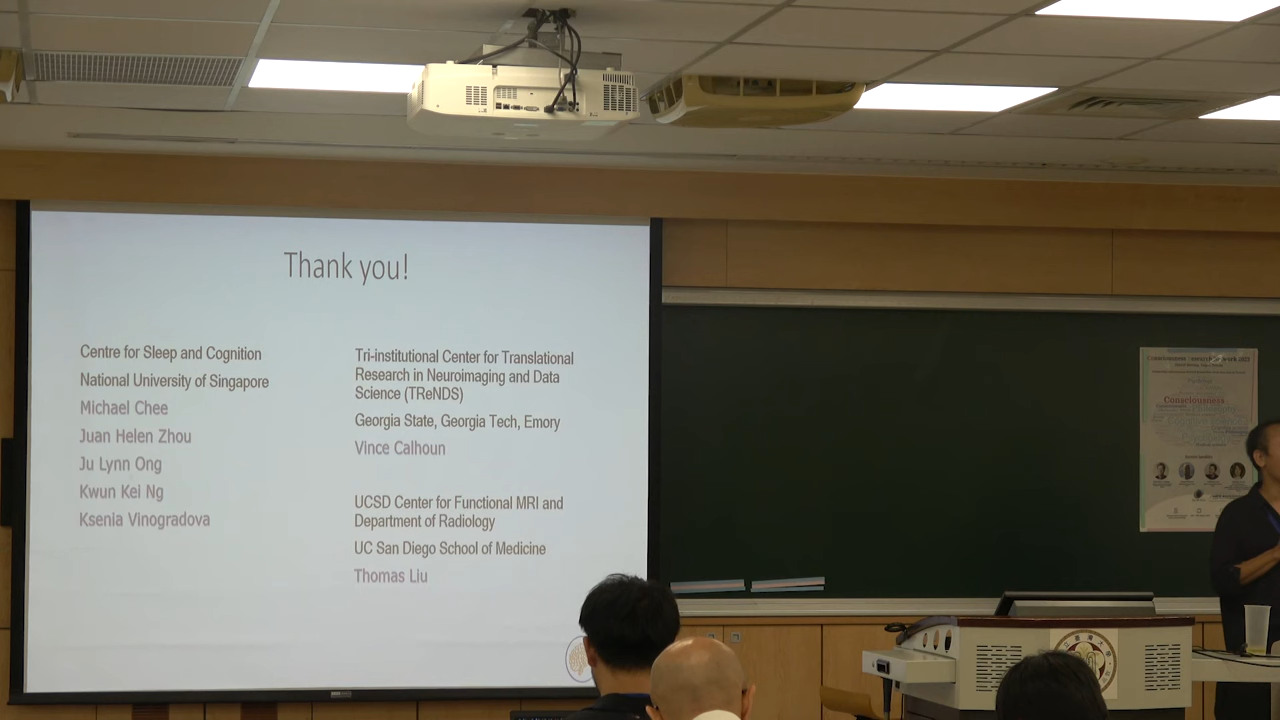 Thank you!
Centre for Sleep and Cognition
National University of Singapore
Michael Chee
Juan Helen Zhou
Ju Lynn Ong
Kwun Kei Ng
Ksenia Vinogradova
Tri-institutional Center for Translational
Research in Neuroimaging and Data
Science (TReNDS)
Georgia State, Georgia Tech, Emory
Vince Calhoun
UCSD Center for Functional MRI and
Department of Radiology
UC San Diego School of Medicine
Thomas Liu
Consciousness